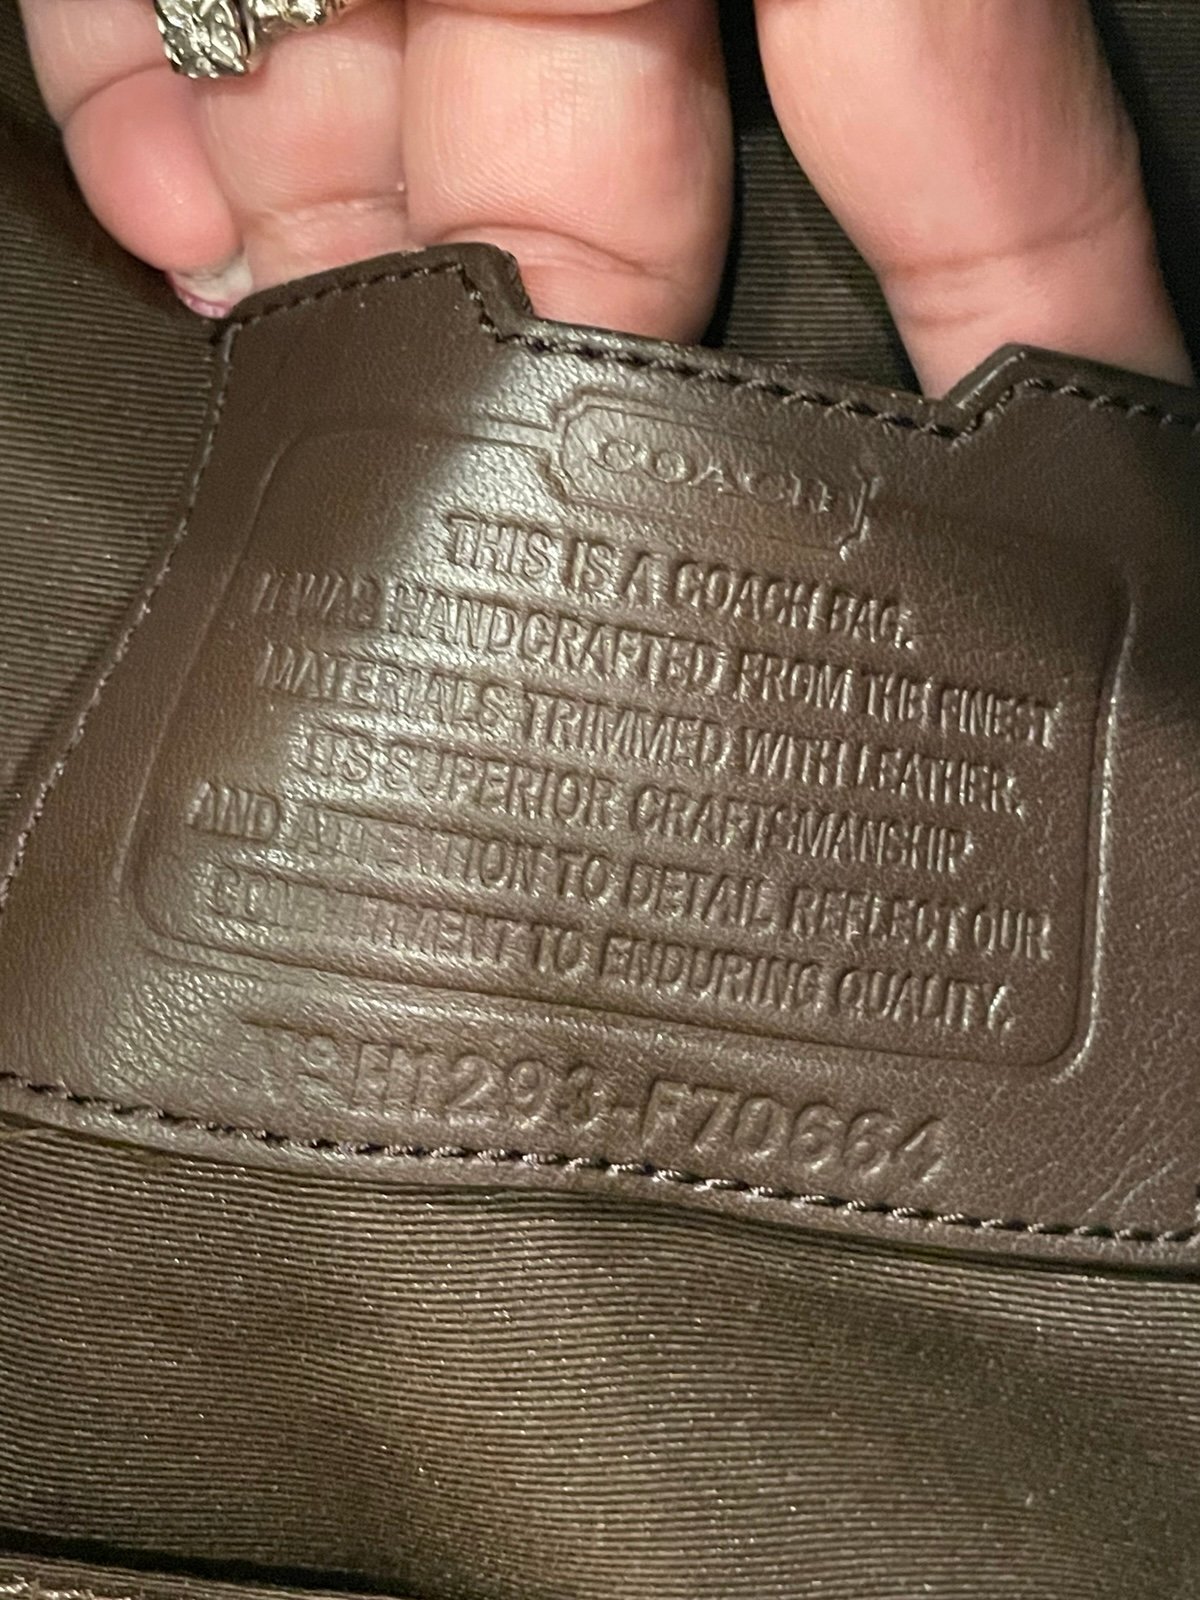 COACH
THIS IS A COACH BAG.
IT WAS HANDCRAFTED FROM THE FINEST
MATERIALS TRIMMED WITH LEATHER.
ITS SUPERIOR CRAFTSMANSHIP
AND ATTENTION TO DETAIL REFLECT OUR
COMMITMENT TO ENDURING QUALITY.
F70664